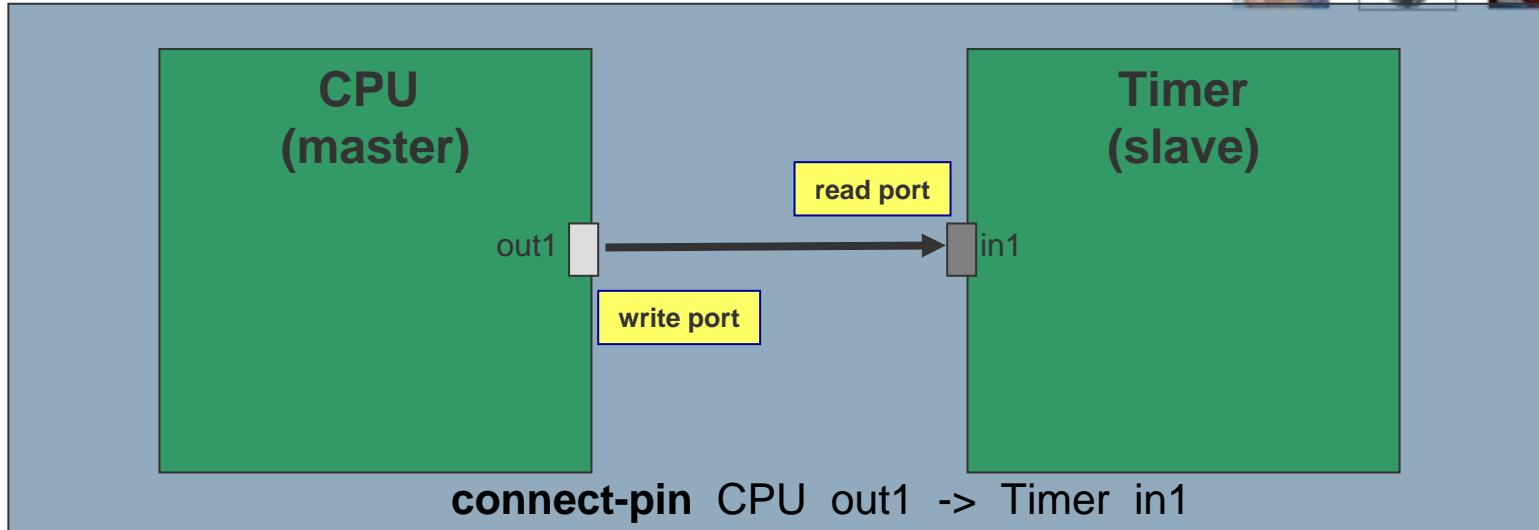 CPU
(master)
Timer
(slave)
read port
out1
in1
write port
connect-pin CPU out1 -> Timer in1